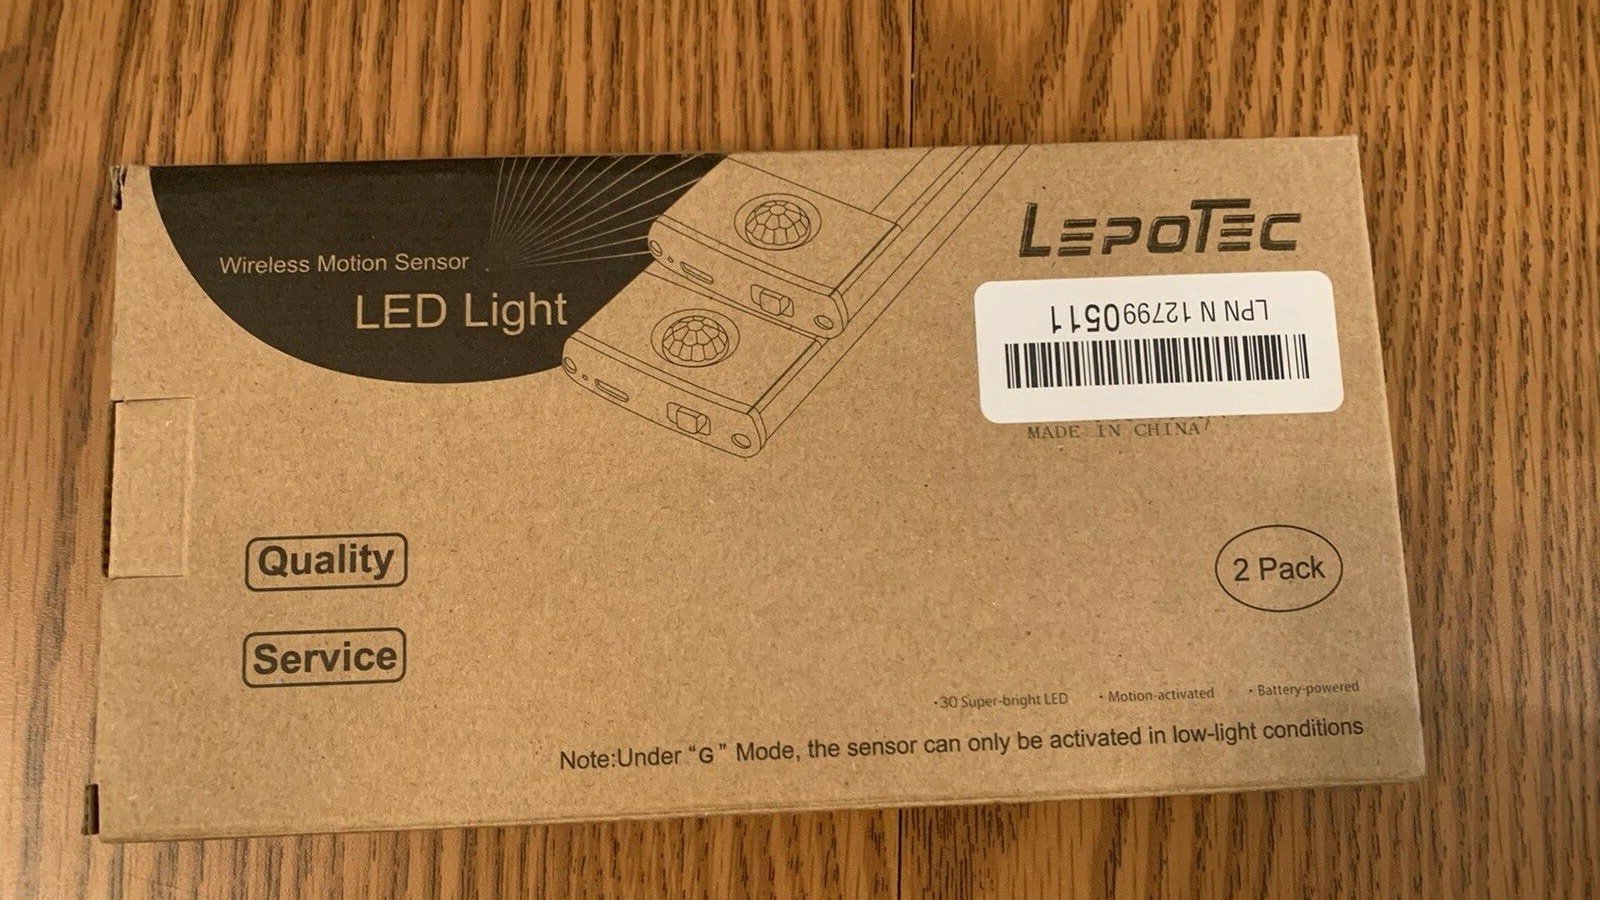 Wireless Motion Sensor
LED Light
LEPOTEC
LPN N 127990511
MADE IN CHINA
Quality
Service
2 Pack
·30 Super-bright LED · Motion-activated · Battery-powered
Note:Under “G” Mode, the sensor can only be activated in low-light conditions